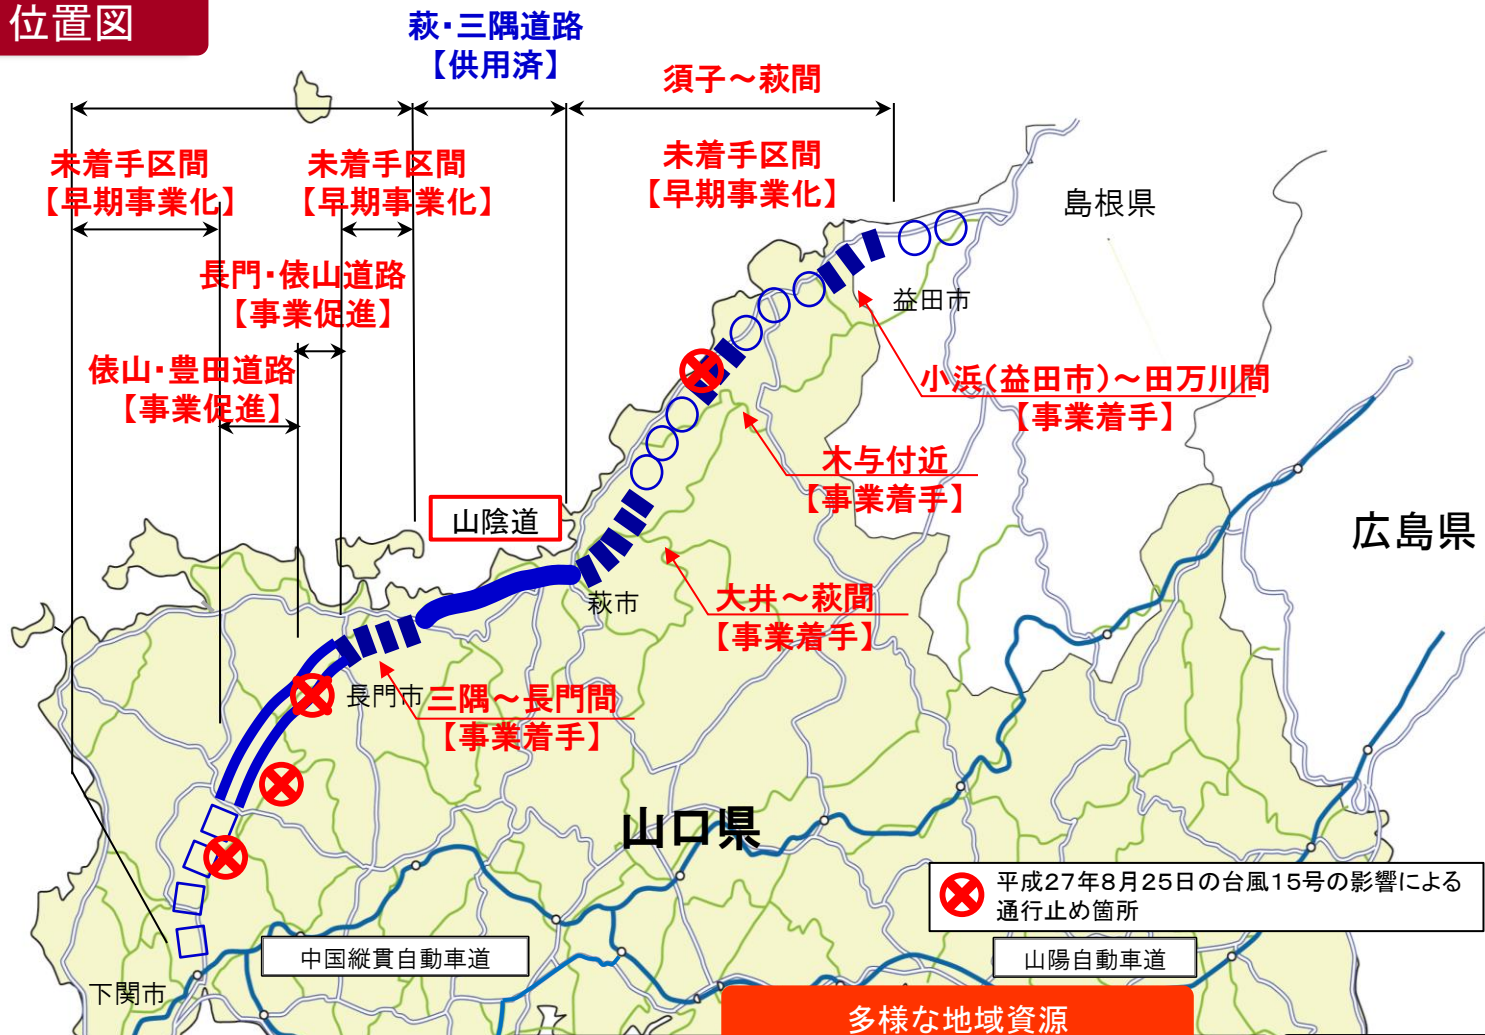 位置図
萩・三隅道路
【供用済】
須子～萩間
未着手区間
【早期事業化】
未着手区間
【早期事業化】
未着手区間
【早期事業化】
島根県
長門・俵山道路
【事業促進】
益田市
俵山・豊田道路
【事業促進】
小浜(益田市)～田万川間
【事業着手】
木与付近
【事業着手】
山陰道
広島県
萩市
大井～萩間
【事業着手】
長門市
三隅～長門間
【事業着手】
山口県
平成27年8月25日の台風15号の影響による
通行止め箇所
中国縦貫自動車道
山陽自動車道
下関市
多様な地域資源